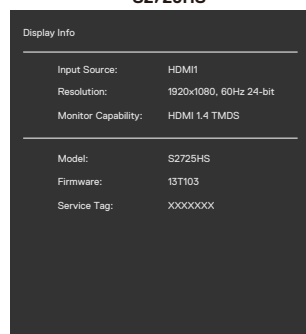 S2725HS
Display Info
Input Source: HDMI1
Resolution: 1920x1080, 60Hz 24-bit
Monitor Capability: HDMI 1.4 TMDS
Model: S2725HS
Firmware: 13T103
Service Tag: XXXXXXX